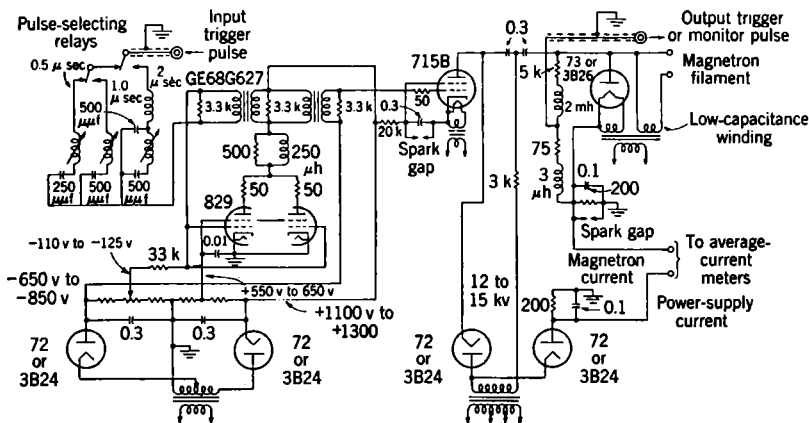 Pulse-selecting
relays
Input
trigger
pulse
0.5 μ sec
1.0
μ sec
2
μ sec
500
μμf
250
μμf
500
μμf
500
μμf
GE68G627
3.3 k
3.3 k
3.3 k
500
250
μh
829
50
50
0.01
-110 v to -125 v
33 k
-650 v to
-850 v
+550 v to 650 v
+1100 v to
+1300
0.3
0.3
72
or
3B24
72
or
3B24
715B
0.3
50
20 k
Spark
gap
0.3
3 k
12 to
15 kv
72
or
3B24
72
or
3B24
Output trigger
or monitor pulse
5 k
73 or
3B26
Magnetron
filament
2 mh
Low-capacitance
winding
75
3
μh
0.1
200
Spark gap
Magnetron
current
To average-
current
meters
200
0.1
Power-supply
current